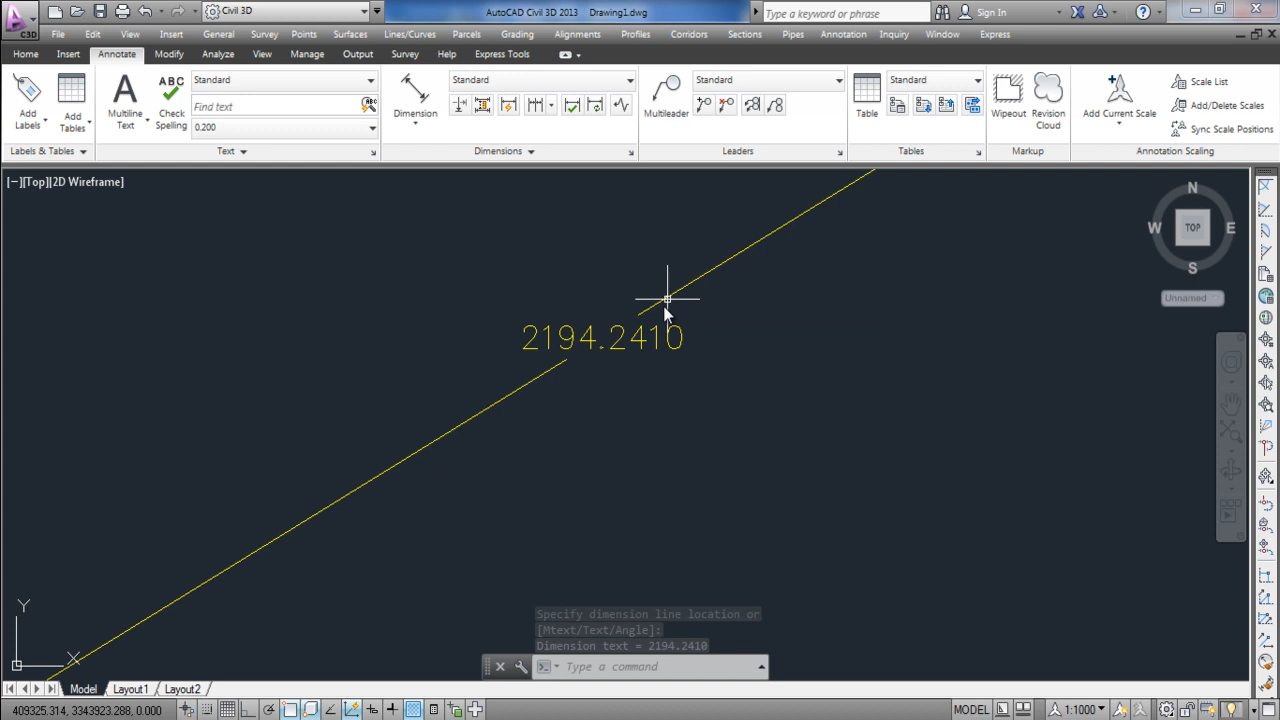 C3D
Civil 3D
AutoCAD Civil 3D 2013 Drawing1.dwg
Type a keyword or phrase
Sign In
File Edit View Insert General Survey Points Surfaces Lines/Curves Parcels Grading Alignments Profiles Corridors Sections Pipes Annotation Inquiry Window Express
Home Insert Annotate Modify Analyze View Manage Output Survey Help Express Tools
Add Labels
Add Tables
Labels & Tables
Multiline Text
ABC
Check Spelling
Standard
Find text
ABC
0.200
Text
Dimension
Standard
Dimensions
Multileader
Standard
Leaders
Table
Standard
Tables
Wipeout
Revision Cloud
Markup
Add Current Scale
Scale List
Add/Delete Scales
Sync Scale Positions
Annotation Scaling
[−][Top][2D Wireframe]
N
W TOP E
S
Unnamed
2194.2410
Y
X
Specify dimension line location or
[Mtext/Text/Angle]:
Dimension text = 2194.2410
Type a command
Model Layout1 Layout2
409325.314, 3343923.288, 0.000
MODEL
1:1000